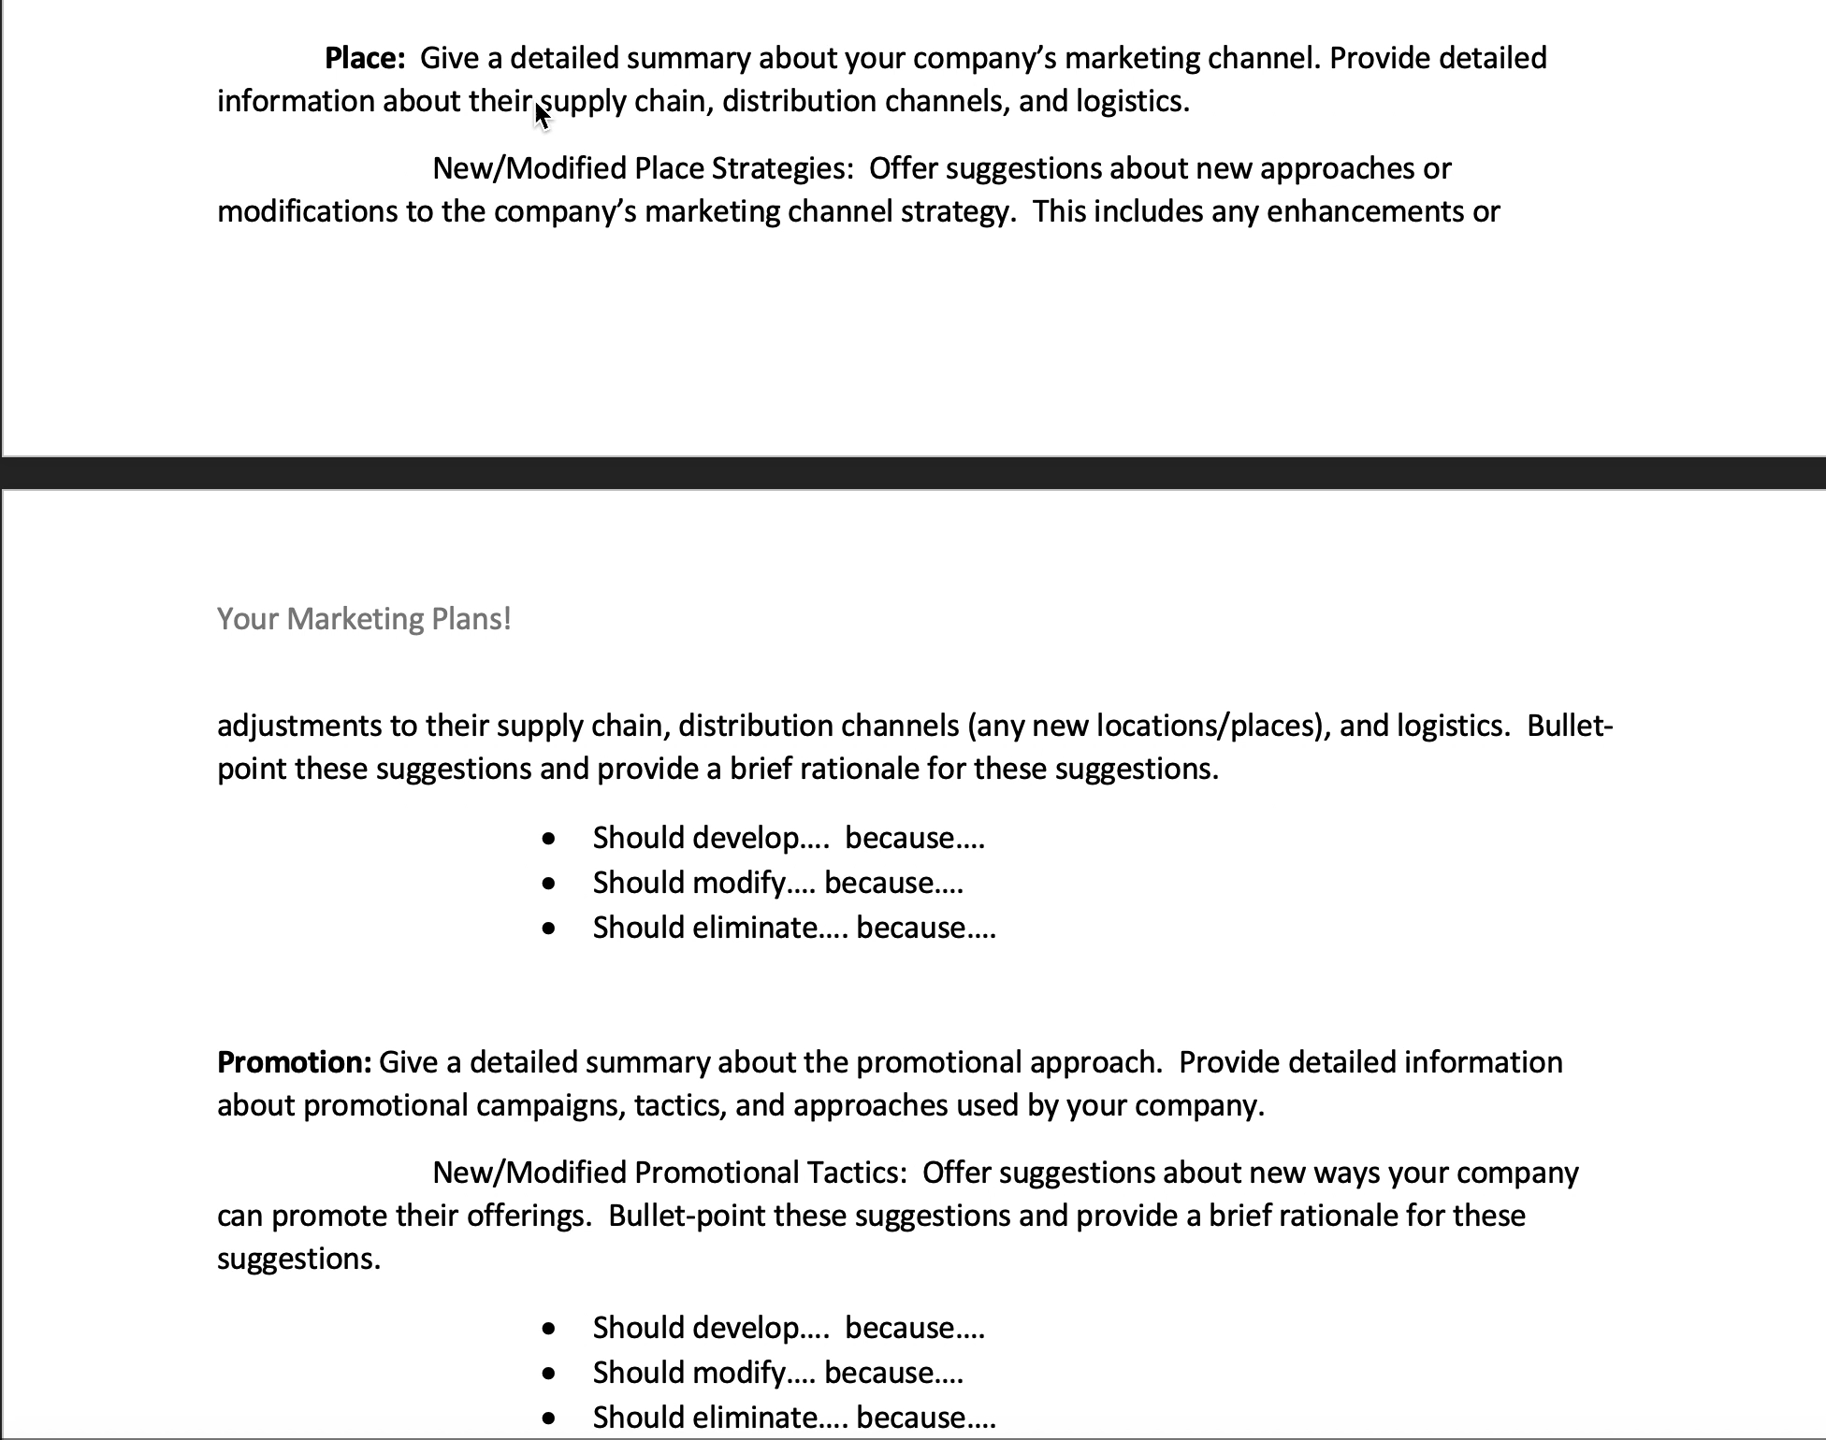 Place:  Give a detailed summary about your company’s marketing channel. Provide detailed
information about their supply chain, distribution channels, and logistics.
New/Modified Place Strategies:  Offer suggestions about new approaches or
modifications to the company’s marketing channel strategy.  This includes any enhancements or
Your Marketing Plans!
adjustments to their supply chain, distribution channels (any new locations/places), and logistics.  Bullet-
point these suggestions and provide a brief rationale for these suggestions.
• Should develop....  because....
• Should modify.... because....
• Should eliminate.... because....
Promotion: Give a detailed summary about the promotional approach.  Provide detailed information
about promotional campaigns, tactics, and approaches used by your company.
New/Modified Promotional Tactics:  Offer suggestions about new ways your company
can promote their offerings.  Bullet-point these suggestions and provide a brief rationale for these
suggestions.
• Should develop....  because....
• Should modify.... because....
• Should eliminate.... because....